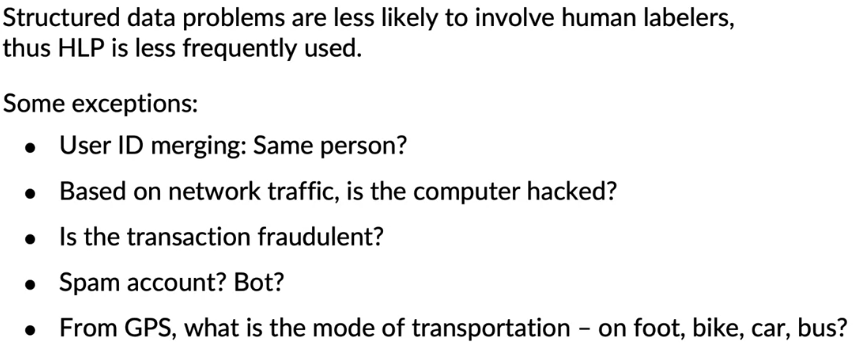 Structured data problems are less likely to involve human labelers,
thus HLP is less frequently used.
Some exceptions:
• User ID merging: Same person?
• Based on network traffic, is the computer hacked?
• Is the transaction fraudulent?
• Spam account? Bot?
• From GPS, what is the mode of transportation – on foot, bike, car, bus?